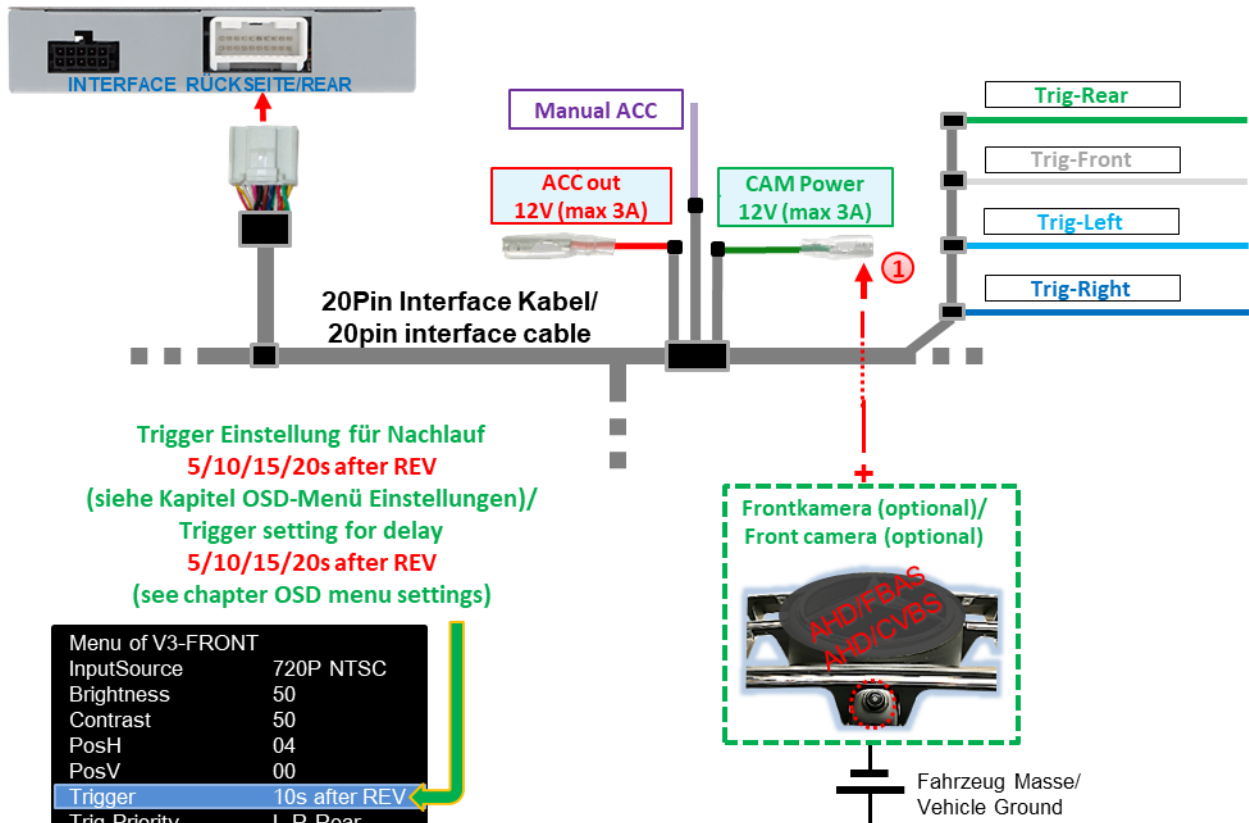 INTERFACE RÜCKSEITE/REAR
Manual ACC
ACC out
12V (max 3A)
CAM Power
12V (max 3A)
Trig-Rear
Trig-Front
Trig-Left
Trig-Right
1
20Pin Interface Kabel/
20pin interface cable
Trigger Einstellung für Nachlauf
5/10/15/20s after REV
(siehe Kapitel OSD-Menü Einstellungen)/
Trigger setting for delay
5/10/15/20s after REV
(see chapter OSD menu settings)
+
Frontkamera (optional)/
Front camera (optional)
AHD/FBAS
AHD/CVBS
Menu of V3-FRONT
InputSource 720P NTSC
Brightness 50
Contrast 50
PosH 04
PosV 00
Trigger 10s after REV
Trig Priority L R Rear
Fahrzeug Masse/
Vehicle Ground